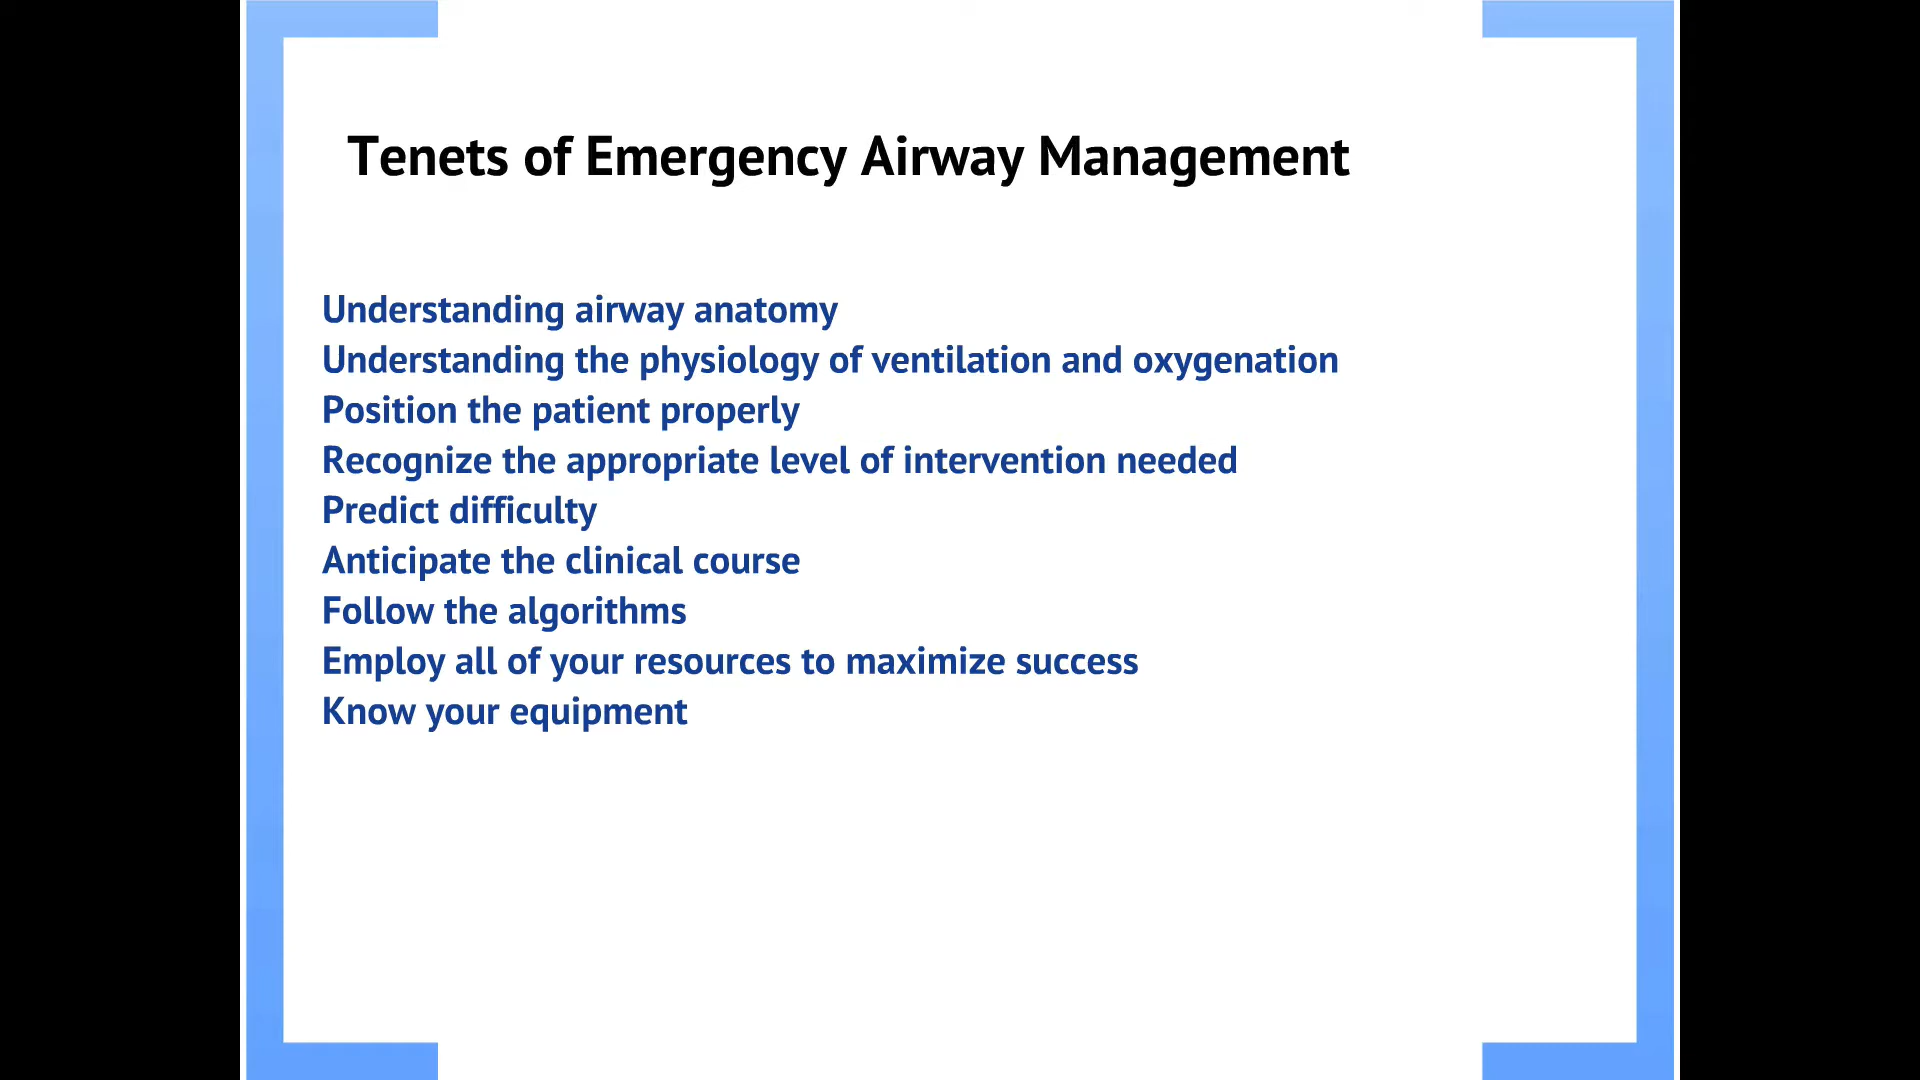 Tenets of Emergency Airway Management
Understanding airway anatomy
Understanding the physiology of ventilation and oxygenation
Position the patient properly
Recognize the appropriate level of intervention needed
Predict difficulty
Anticipate the clinical course
Follow the algorithms
Employ all of your resources to maximize success
Know your equipment